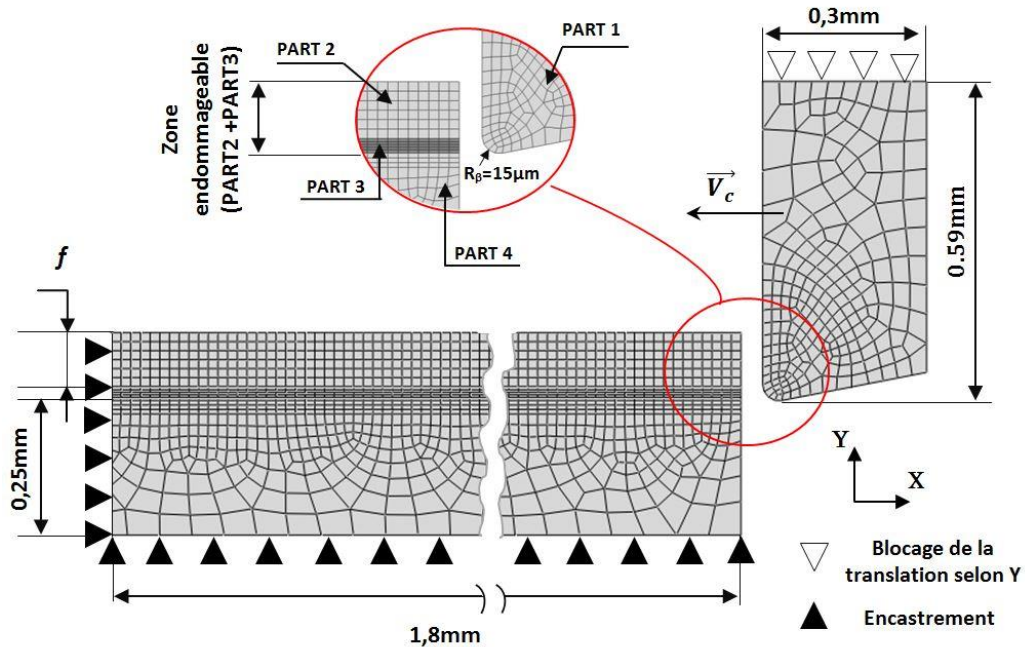 0,3mm
PART 2
PART 1
Zone
endommageable
(PART2 +PART3)
PART 3
Rβ=15µm
PART 4
Vc
0.59mm
f
0,25mm
Y
X
1,8mm
Blocage de la
translation selon Y
Encastrement